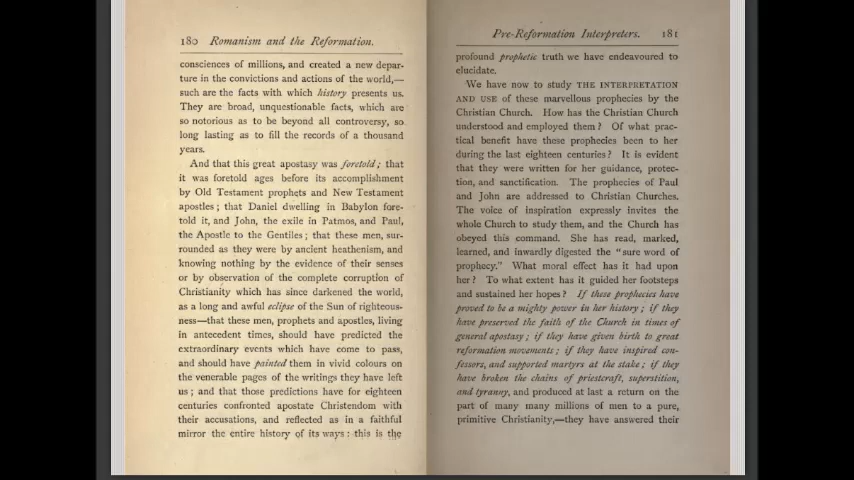 180 Romanism and the Reformation.
consciences of millions, and created a new depar-
ture in the convictions and actions of the world,—
such are the facts with which history presents us.
They are broad, unquestionable facts, which are
so notorious as to be beyond all controversy, so
long lasting as to fill the records of a thousand
years.
And that this great apostasy was foretold; that
it was foretold ages before its accomplishment
by Old Testament prophets and New Testament
apostles; that Daniel dwelling in Babylon fore-
told it, and John, the exile in Patmos, and Paul,
the Apostle to the Gentiles; that these men, sur-
rounded as they were by ancient heathenism, and
knowing nothing by the evidence of their senses
or by observation of the complete corruption of
Christianity which has since darkened the world,
as a long and awful eclipse of the Sun of righteous-
ness—that these men, prophets and apostles, living
in antecedent times, should have predicted the
extraordinary events which have come to pass,
and should have painted them in vivid colours on
the venerable pages of the writings they have left
us; and that those predictions have for eighteen
centuries confronted apostate Christendom with
their accusations, and reflected as in a faithful
mirror the entire history of its ways: this is the
Pre-Reformation Interpreters. 181
profound prophetic truth we have endeavoured to
elucidate.
We have now to study THE INTERPRETATION
AND USE of these marvellous prophecies by the
Christian Church. How has the Christian Church
understood and employed them? Of what prac-
tical benefit have these prophecies been to her
during the last eighteen centuries? It is evident
that they were written for her guidance, protec-
tion, and sanctification. The prophecies of Paul
and John are addressed to Christian Churches.
The voice of inspiration expressly invites the
whole Church to study them, and the Church has
obeyed this command. She has read, marked,
learned, and inwardly digested the "sure word of
prophecy." What moral effect has it had upon
her? To what extent has it guided her footsteps
and sustained her hopes? If these prophecies have
proved to be a mighty power in her history; if they
have preserved the faith of the Church in times of
general apostasy; if they have given birth to great
reformation movements; if they have inspired con-
fessors, and supported martyrs at the stake; if they
have broken the chains of priestcraft, superstition,
and tyranny, and produced at last a return on the
part of many many millions of men to a pure,
primitive Christianity,—they have answered their